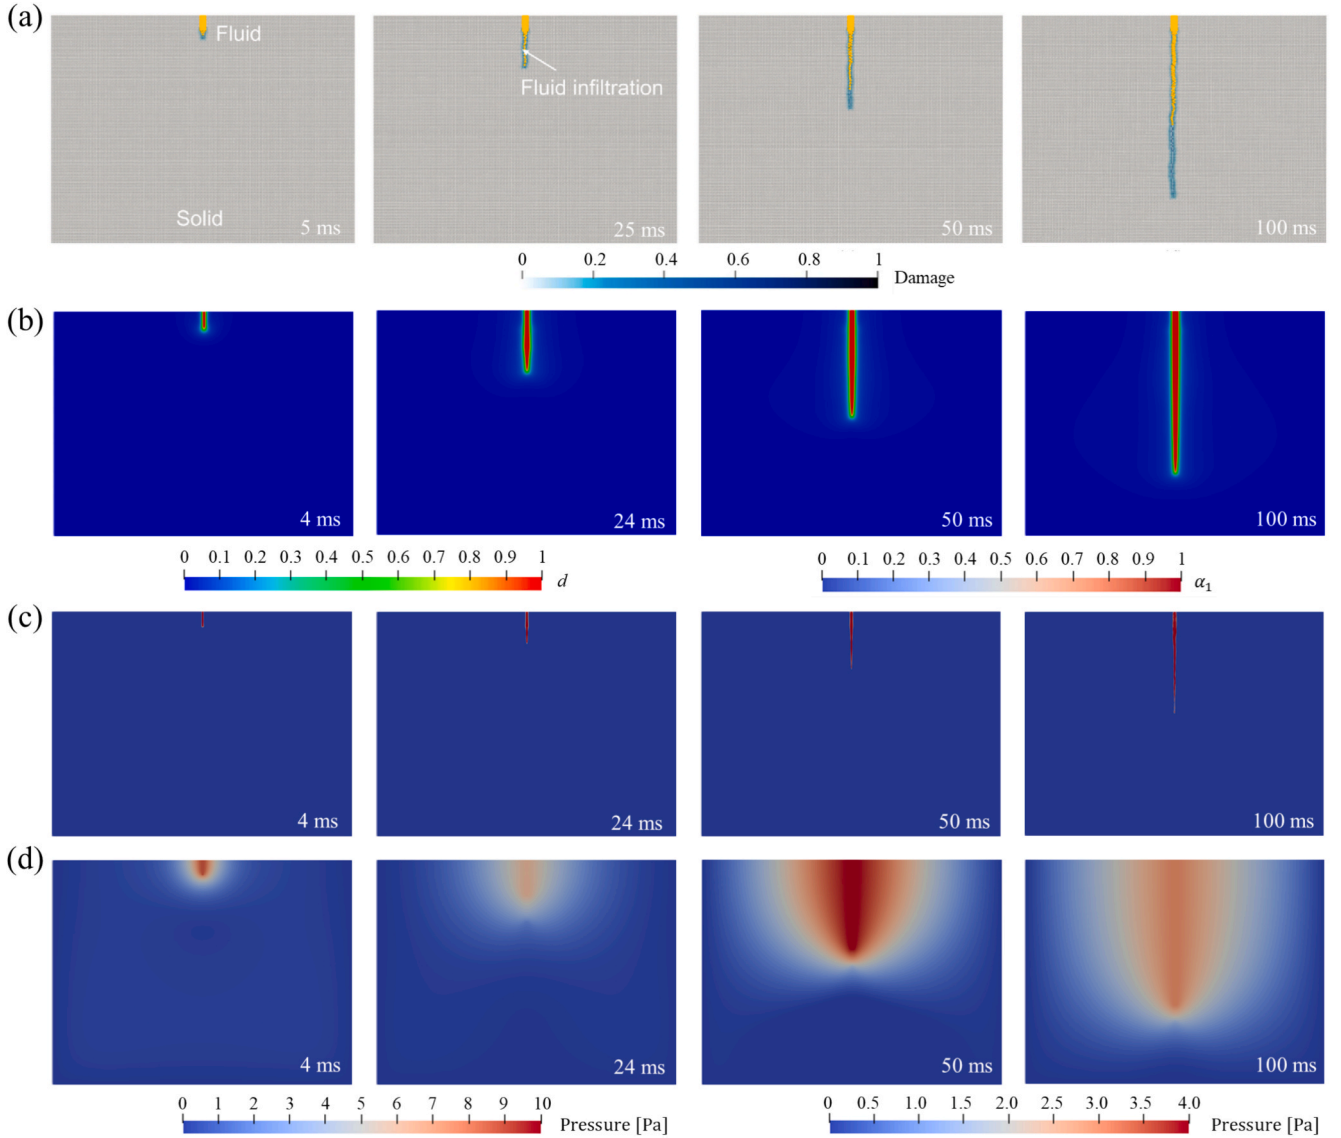 (a)
Fluid
Fluid infiltration
Solid
5 ms
25 ms
50 ms
100 ms
0 0.2 0.4 0.6 0.8 1
Damage
(b)
4 ms
24 ms
50 ms
100 ms
0 0.1 0.2 0.3 0.4 0.5 0.6 0.7 0.8 0.9 1
d
0 0.1 0.2 0.3 0.4 0.5 0.6 0.7 0.8 0.9 1
α₁
(c)
4 ms
24 ms
50 ms
100 ms
(d)
4 ms
24 ms
50 ms
100 ms
0 1 2 3 4 5 6 7 8 9 10
Pressure [Pa]
0 0.5 1.0 1.5 2.0 2.5 3.0 3.5 4.0
Pressure [Pa]